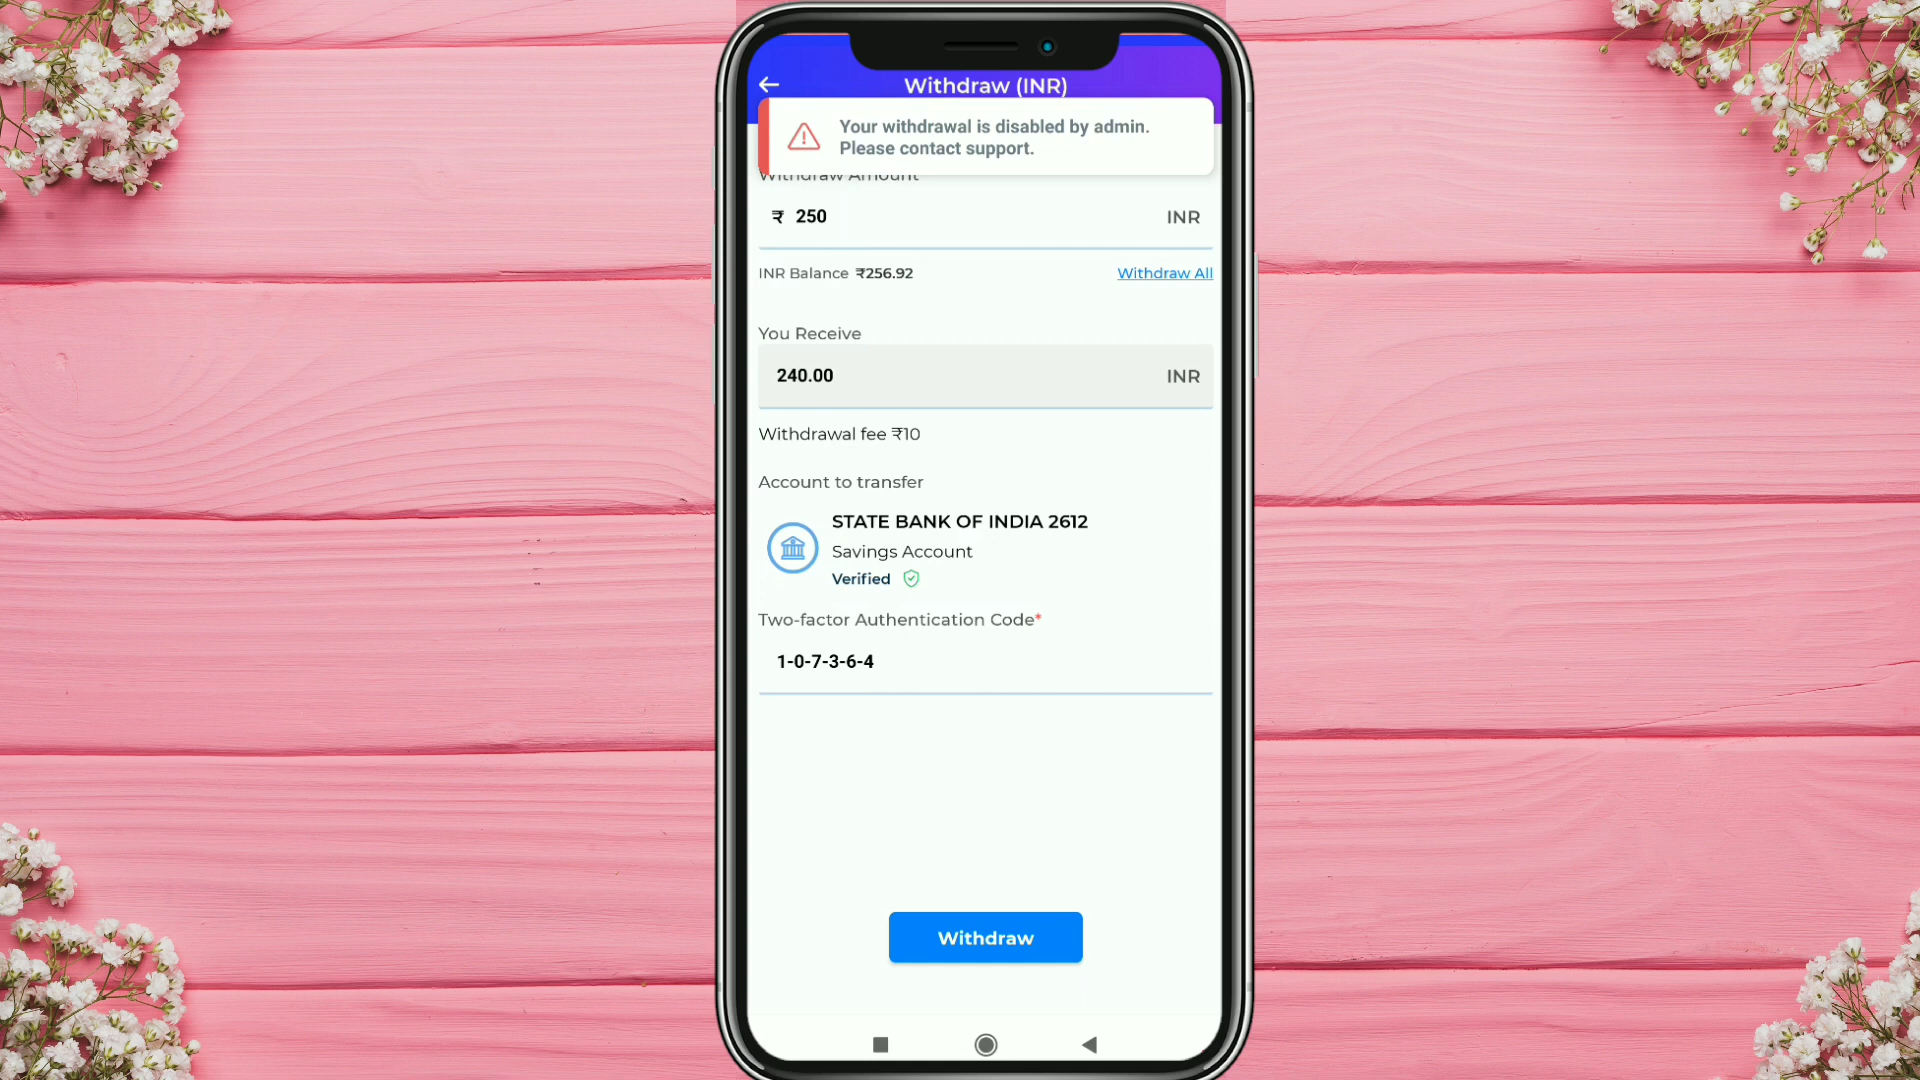 Withdraw (INR)
Your withdrawal is disabled by admin.
Please contact support.
Withdraw Amount
₹ 250 INR
INR Balance ₹256.92 Withdraw All
You Receive
240.00 INR
Withdrawal fee ₹10
Account to transfer
STATE BANK OF INDIA 2612
Savings Account
Verified
Two-factor Authentication Code*
1-0-7-3-6-4
Withdraw